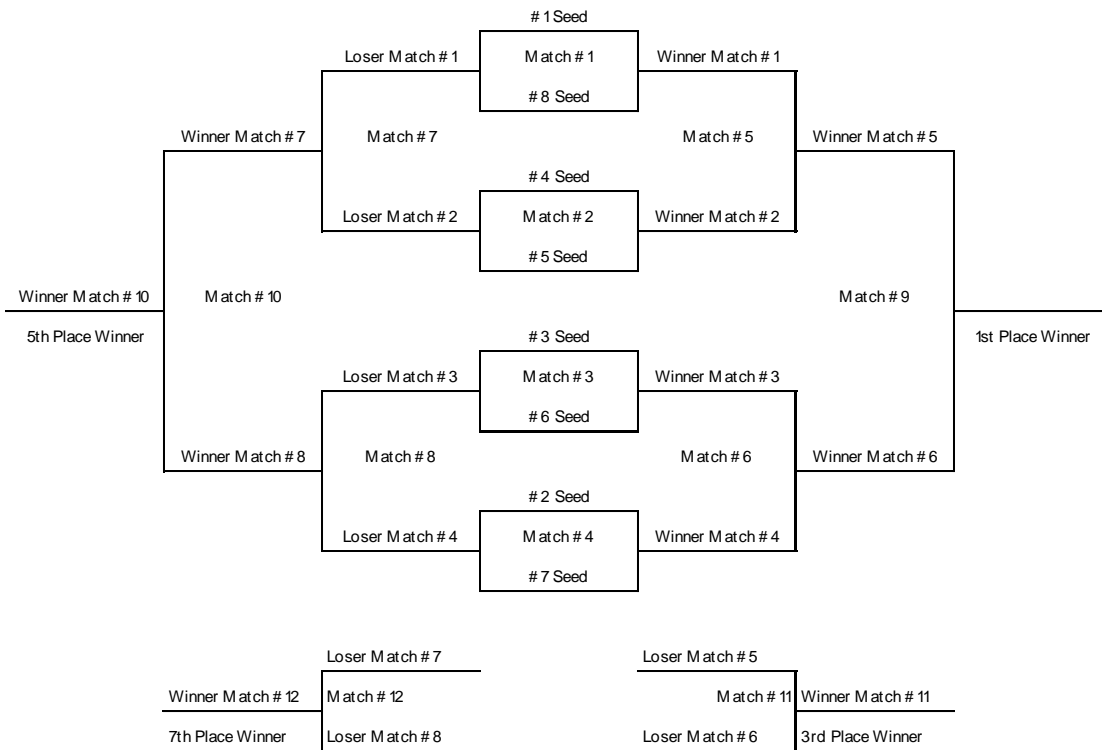 # 1 Seed
Loser Match # 1
Match # 1
Winner Match # 1
# 8 Seed
Winner Match # 7
Match # 7
Match # 5
Winner Match # 5
# 4 Seed
Loser Match # 2
Match # 2
Winner Match # 2
# 5 Seed
Winner Match # 10
Match # 10
Match # 9
5th Place Winner
# 3 Seed
1st Place Winner
Loser Match # 3
Match # 3
Winner Match # 3
# 6 Seed
Winner Match # 8
Match # 8
Match # 6
Winner Match # 6
# 2 Seed
Loser Match # 4
Match # 4
Winner Match # 4
# 7 Seed
Loser Match # 7
Loser Match # 5
Winner Match # 12
Match # 12
Match # 11
Winner Match # 11
7th Place Winner
Loser Match # 8
Loser Match # 6
3rd Place Winner